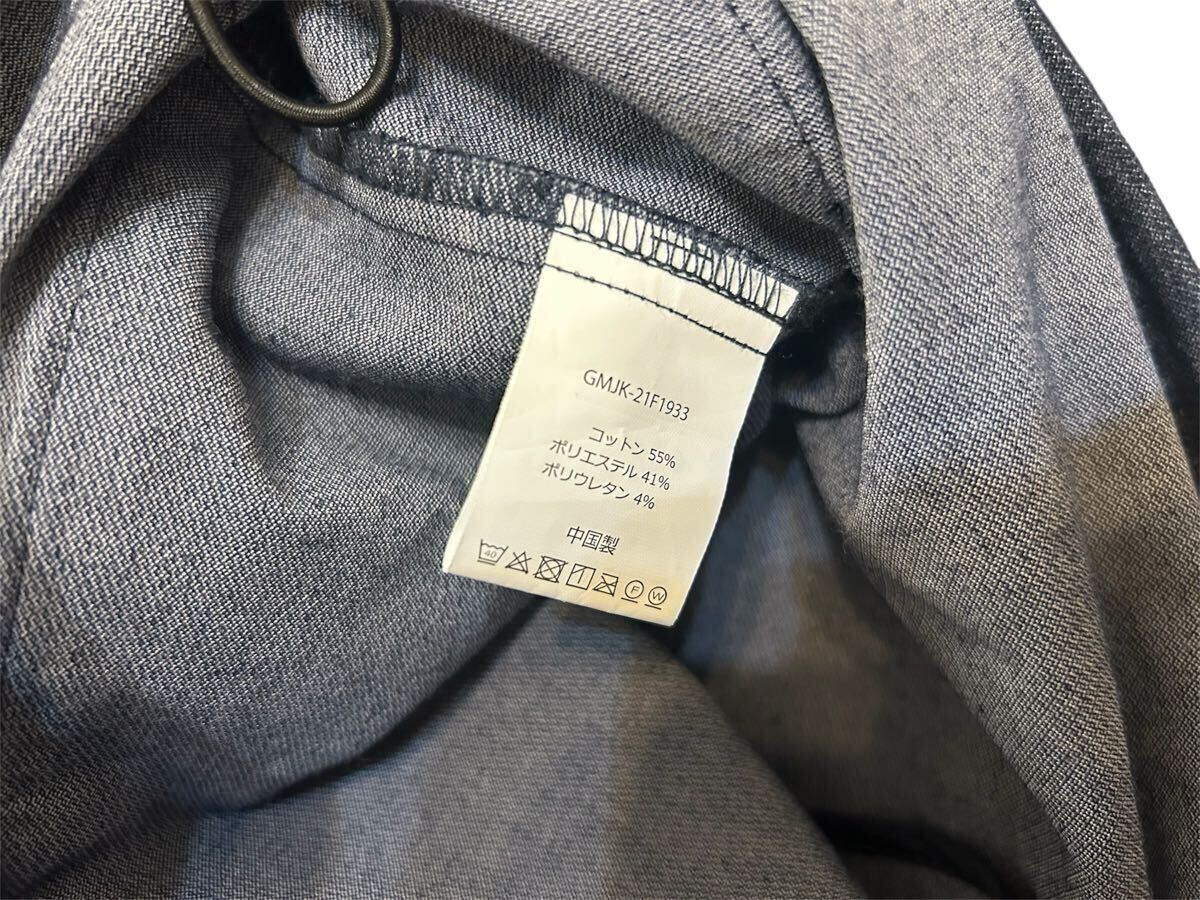 GMJK-21F1933
コットン 55%
ポリエステル 41%
ポリウレタン 4%
中国製
40 F W